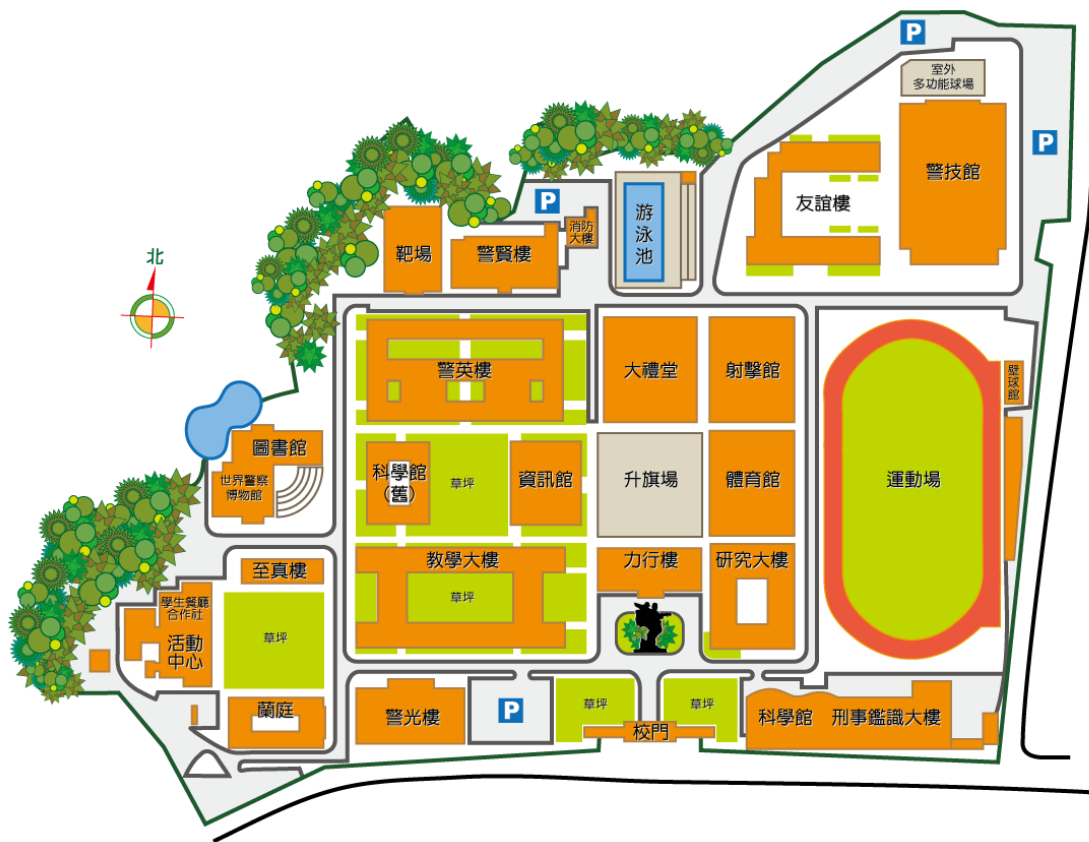 P
室外
多功能球場
P
警技館
友誼樓
P
游
泳
池
消防
大樓
靶場
警賢樓
北
警英樓
大禮堂
射擊館
壁
球
館
圖書館
世界警察
博物館
科學館
(舊)
草坪
資訊館
升旗場
體育館
運動場
教學大樓
草坪
力行樓
研究大樓
至真樓
學生餐廳
合作社
活動
中心
草坪
蘭庭
警光樓
P
草坪
校門
草坪
科學館
刑事鑑識大樓